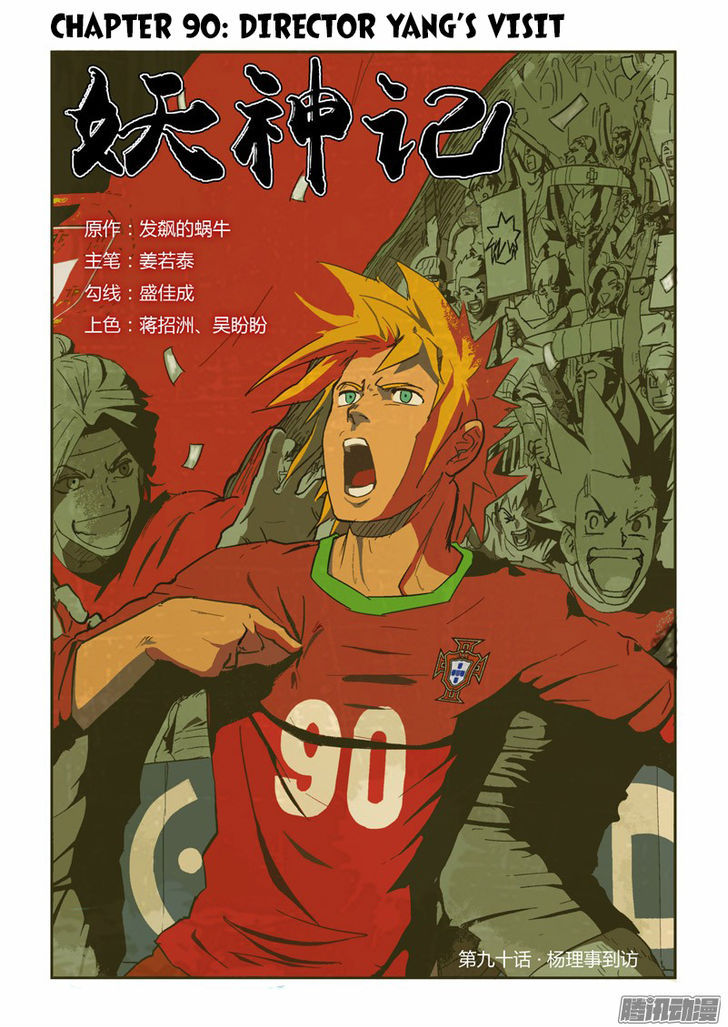 CHAPTER 90: DIRECTOR YANG'S VISIT
妖神记
原作：发飙的蜗牛
主笔：姜若泰
勾线：盛佳成
上色：蒋招洲、吴盼盼
90
第九十话·杨理事到访
腾讯动漫